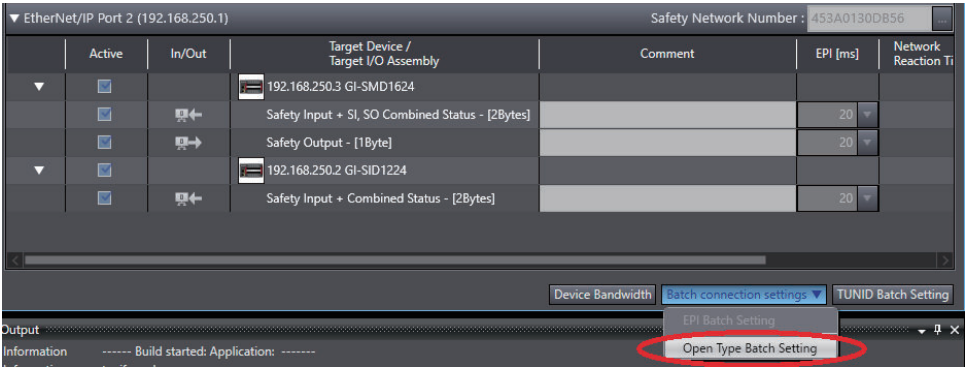 ▼ EtherNet/IP Port 2 (192.168.250.1) Safety Network Number : 453A0130DB56 ...
Active In/Out Target Device / Target I/O Assembly Comment EPI [ms] Network Reaction Ti
▼ 192.168.250.3 GI-SMD1624
Safety Input + SI, SO Combined Status - [2Bytes] 20
Safety Output - [1Byte] 20
▼ 192.168.250.2 GI-SID1224
Safety Input + Combined Status - [2Bytes] 20
Device Bandwidth Batch connection settings ▼ TUNID Batch Setting
EPI Batch Setting
Output
Open Type Batch Setting
Information ------ Build started: Application: -------